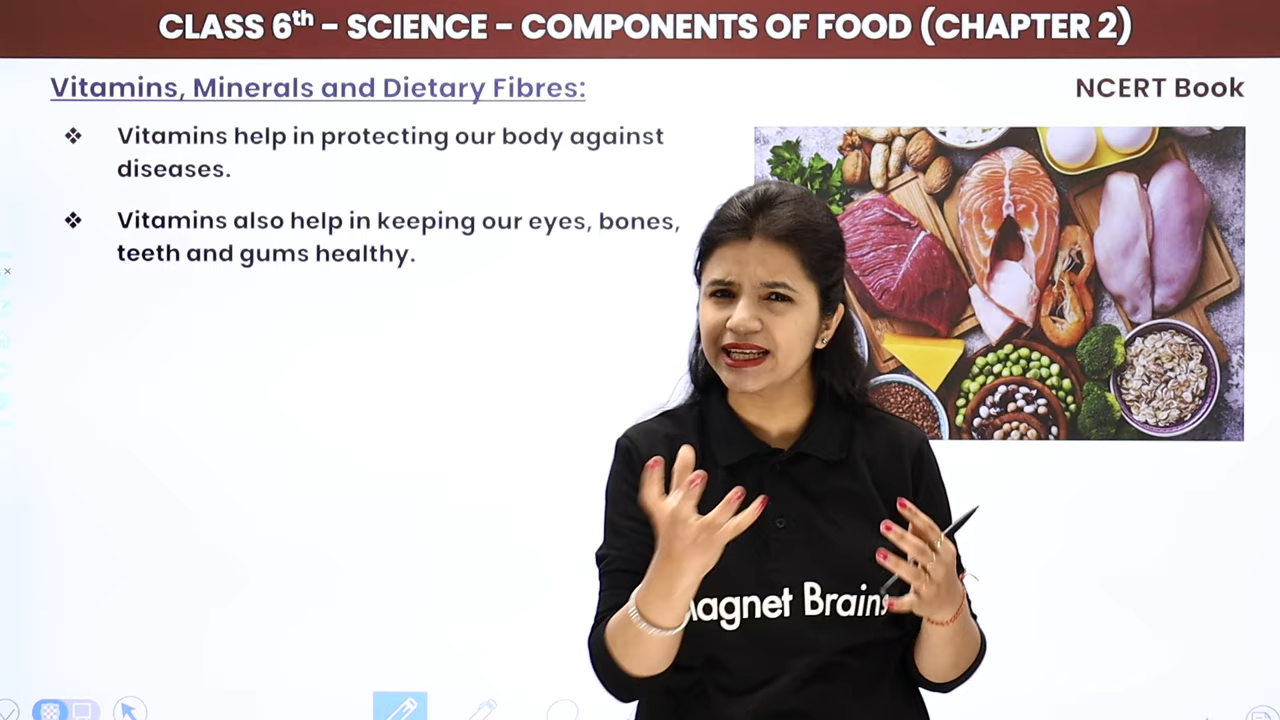 CLASS 6th - SCIENCE - COMPONENTS OF FOOD (CHAPTER 2)
Vitamins, Minerals and Dietary Fibres:
NCERT Book
❖ Vitamins help in protecting our body against
diseases.
❖ Vitamins also help in keeping our eyes, bones,
teeth and gums healthy.
agnet Brains